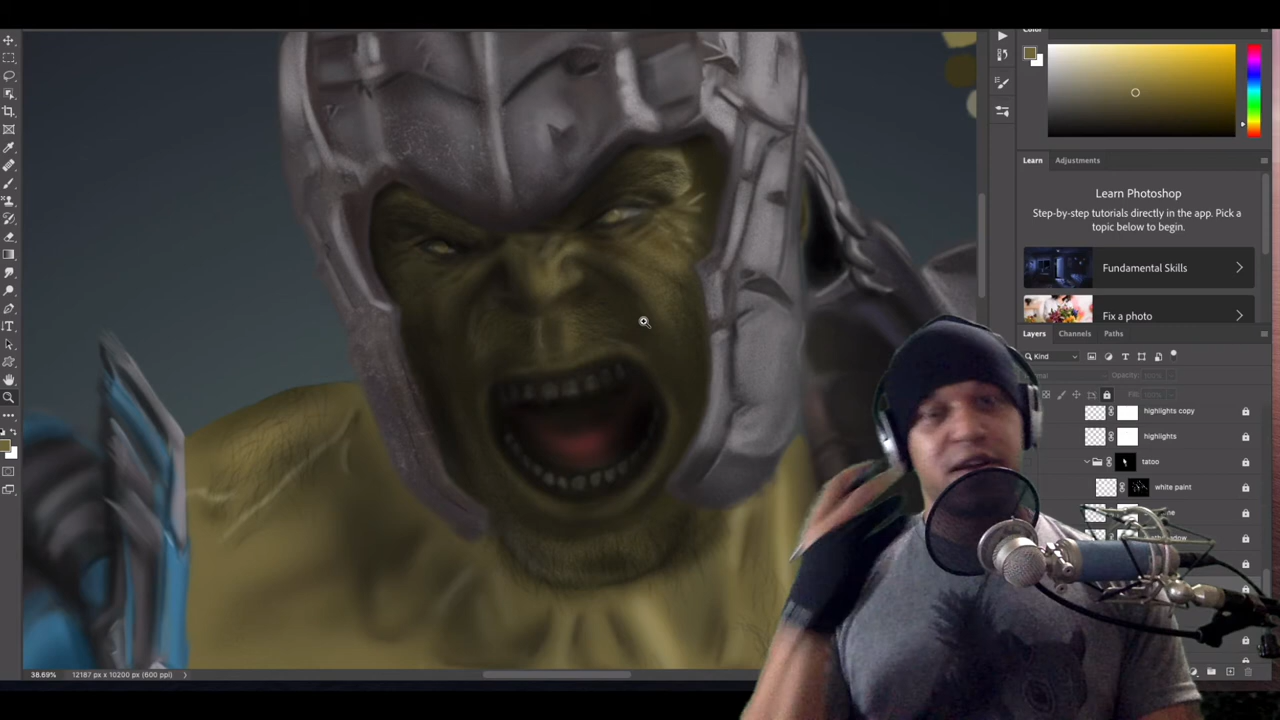 Color
Learn
Adjustments
Learn Photoshop
Step-by-step tutorials directly in the app. Pick a
topic below to begin.
Fundamental Skills
Fix a photo
Layers
Channels
Paths
Kind
Opacity:
Fill:
highlights copy
highlights
tatoo
white paint
38.69%
12187 px x 10200 px (600 ppi)